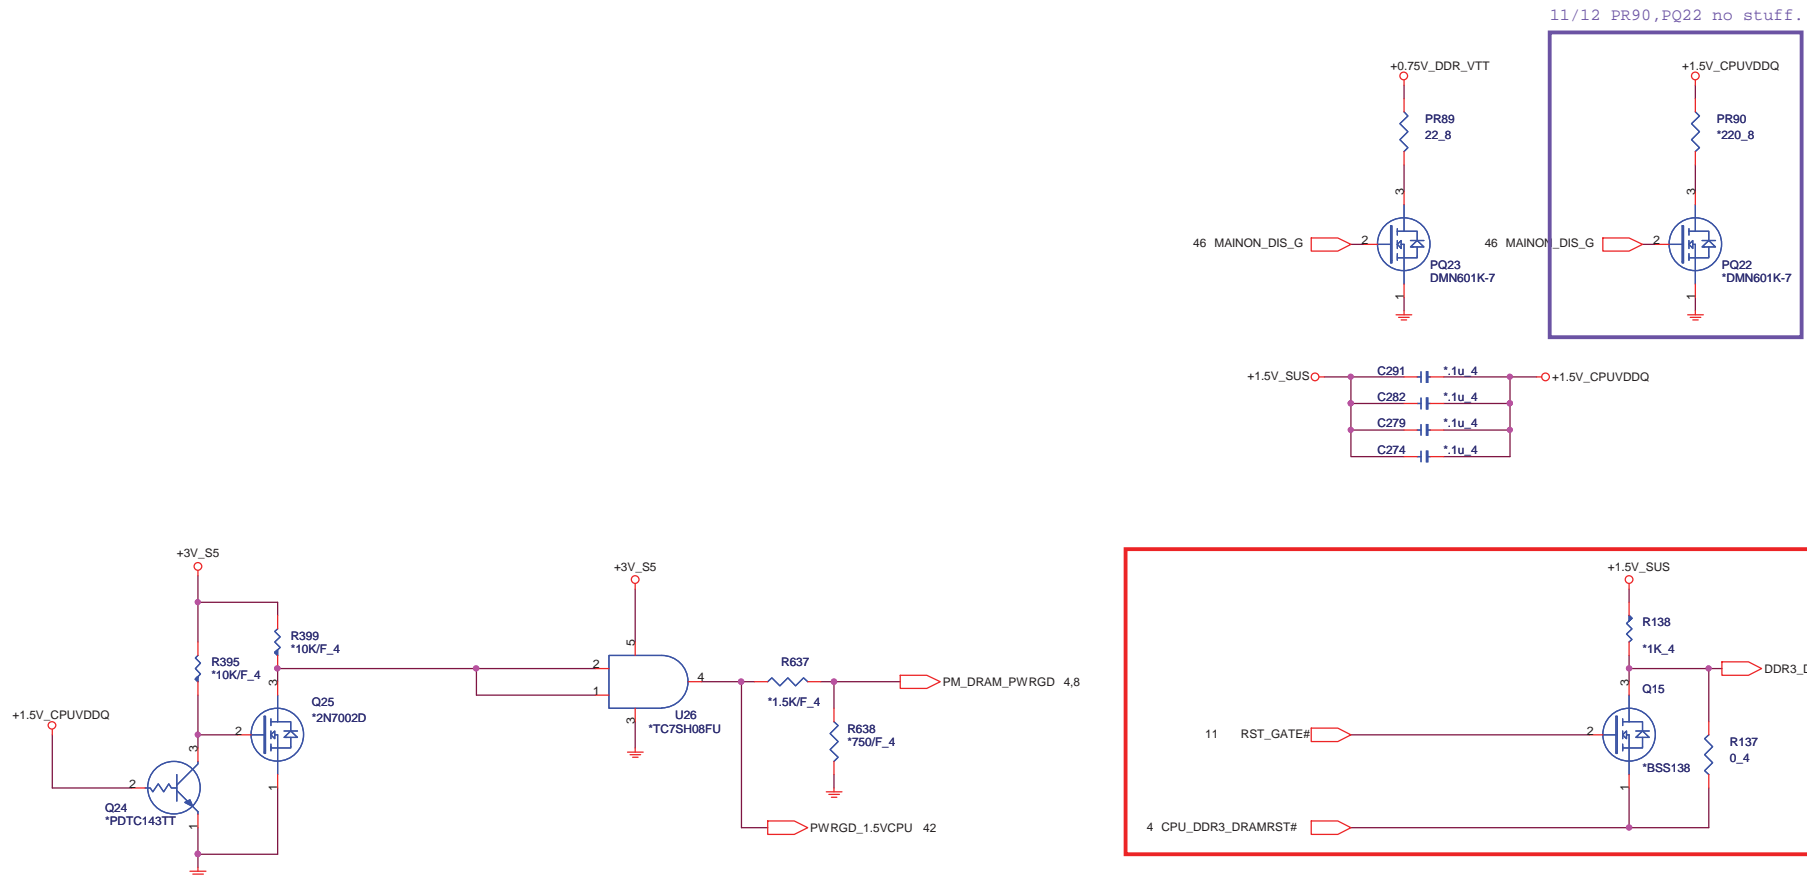 11/12 PR90,PQ22 no stuff.
+0.75V_DDR_VTT
PR89
22_8
3
46 MAINON_DIS_G
2
PQ23
DMN601K-7
1
+1.5V_CPUVDDQ
PR90
*220_8
3
46 MAINON_DIS_G
2
PQ22
*DMN601K-7
1
+1.5V_SUS
C291 *.1u_4
C282 *.1u_4
C279 *.1u_4
C274 *.1u_4
+1.5V_CPUVDDQ
+3V_S5
R399
*10K/F_4
R395
*10K/F_4
3
Q25
*2N7002D
2
1
+1.5V_CPUVDDQ
3
2
Q24
*PDTC143TT
1
+3V_S5
5
2
1
4
3
U26
*TC7SH08FU
R637
*1.5K/F_4
PM_DRAM_PWRGD 4,8
R638
*750/F_4
PWRGD_1.5VCPU 42
+1.5V_SUS
R138
*1K_4
DDR3_D
3
Q15
11 RST_GATE#
2
*BSS138
1
R137
0_4
4 CPU_DDR3_DRAMRST#